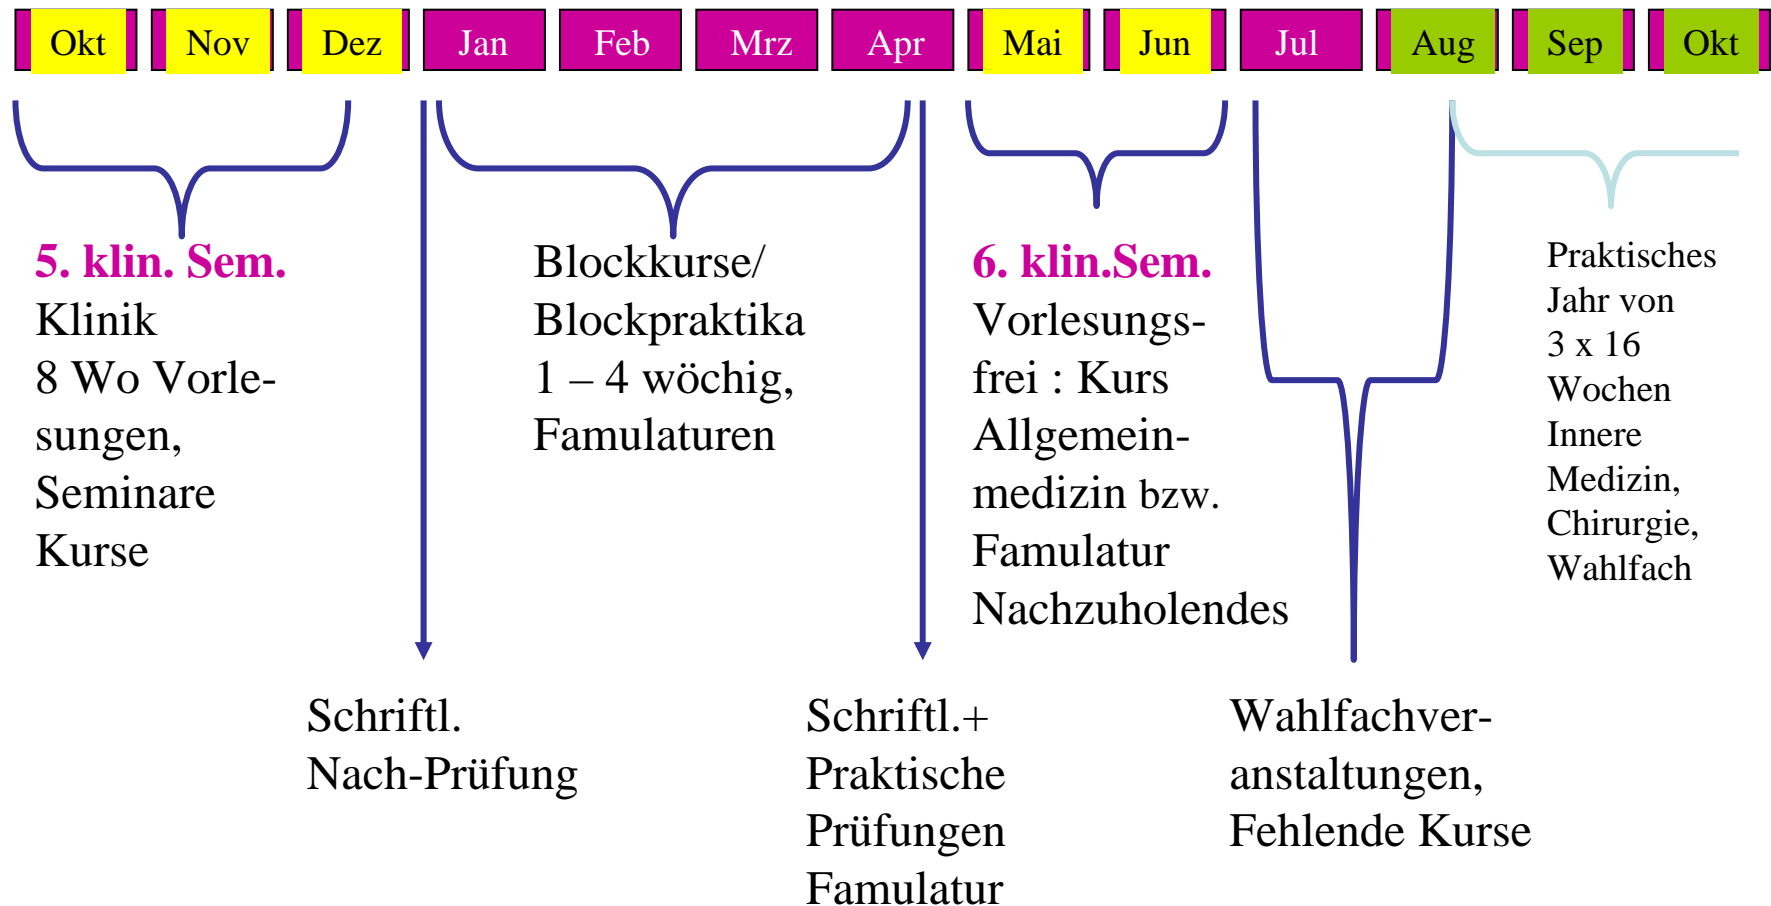 Okt Nov Dez Jan Feb Mrz Apr Mai Jun Jul Aug Sep Okt
5. klin. Sem.
Klinik
8 Wo Vorle-
sungen,
Seminare
Kurse
Blockkurse/
Blockpraktika
1 – 4 wöchig,
Famulaturen
6. klin.Sem.
Vorlesungs-
frei : Kurs
Allgemein-
medizin bzw.
Famulatur
Nachzuholendes
Praktisches
Jahr von
3 x 16
Wochen
Innere
Medizin,
Chirurgie,
Wahlfach
Schriftl.
Nach-Prüfung
Schriftl.+
Praktische
Prüfungen
Famulatur
Wahlfachver-
anstaltungen,
Fehlende Kurse